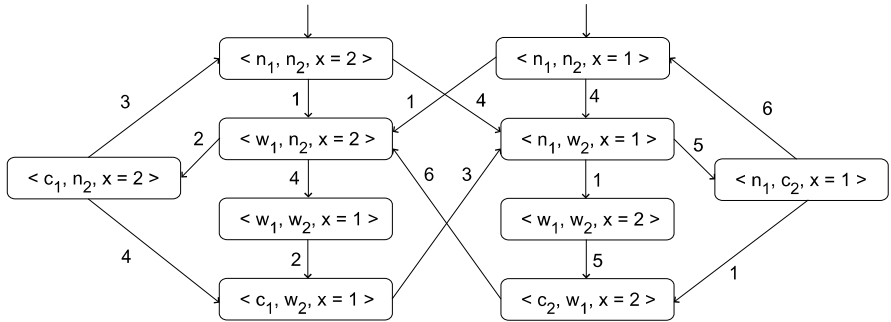 < n₁, n₂, x = 2 > < n₁, n₂, x = 1 >
3 1 1 4 4 6
2 < w₁, n₂, x = 2 > < n₁, w₂, x = 1 > 5
< c₁, n₂, x = 2 > 4 6 3 1 < n₁, c₂, x = 1 >
< w₁, w₂, x = 1 > < w₁, w₂, x = 2 >
4 2 5 1
< c₁, w₂, x = 1 > < c₂, w₁, x = 2 >